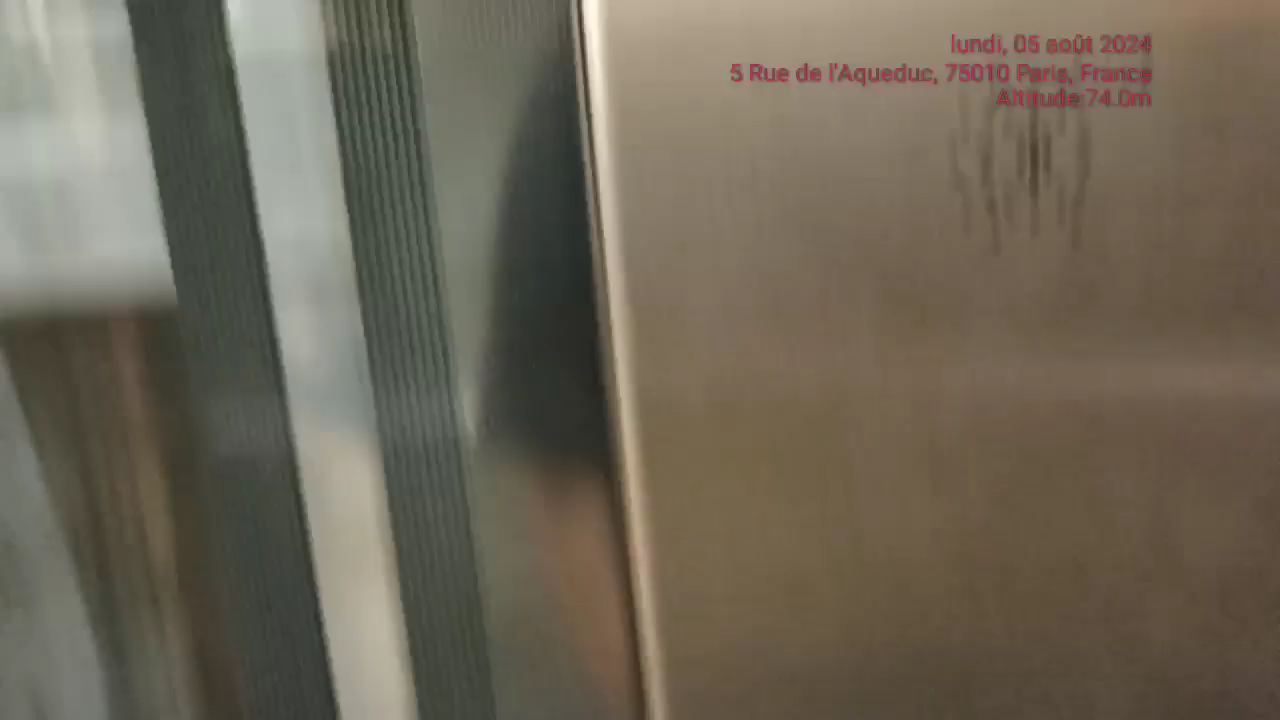 lundi, 05 août 2024
5 Rue de l'Aqueduc, 75010 Paris, France
Altitude:74.0m